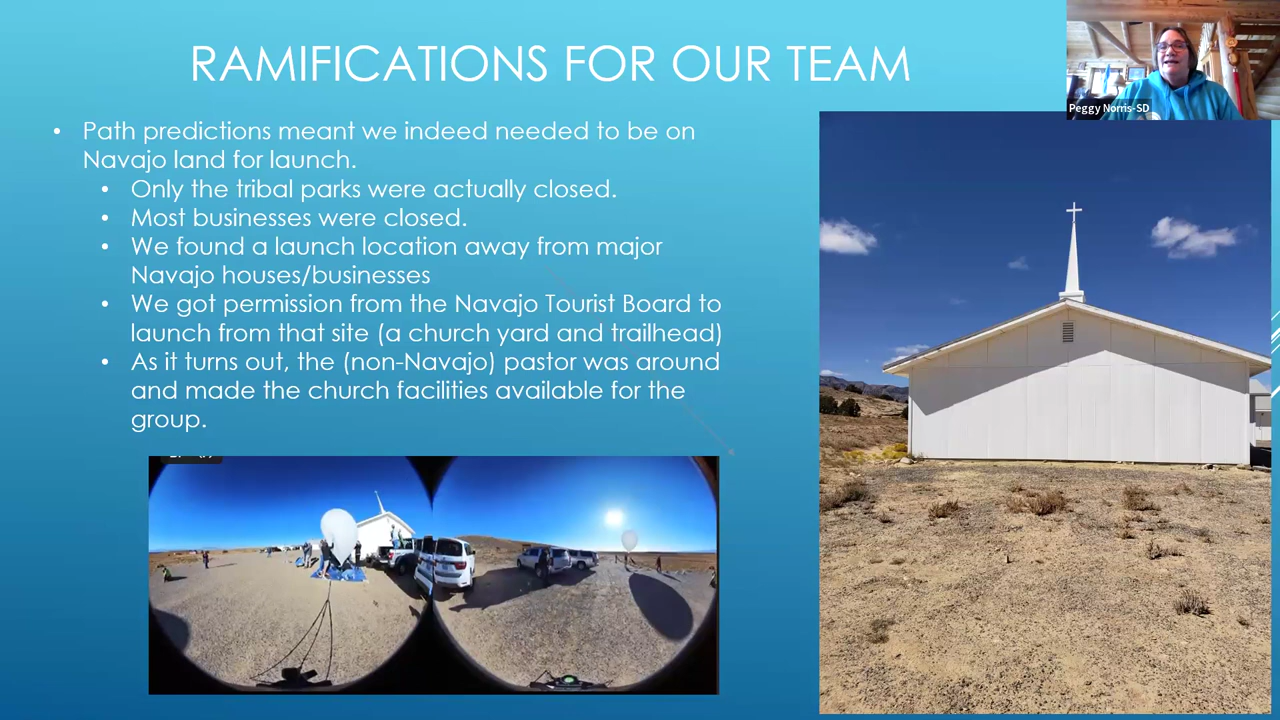 RAMIFICATIONS FOR OUR TEAM
Peggy Norris-SD
• Path predictions meant we indeed needed to be on
Navajo land for launch.
• Only the tribal parks were actually closed.
• Most businesses were closed.
• We found a launch location away from major
Navajo houses/businesses
• We got permission from the Navajo Tourist Board to
launch from that site (a church yard and trailhead)
• As it turns out, the (non-Navajo) pastor was around
and made the church facilities available for the
group.